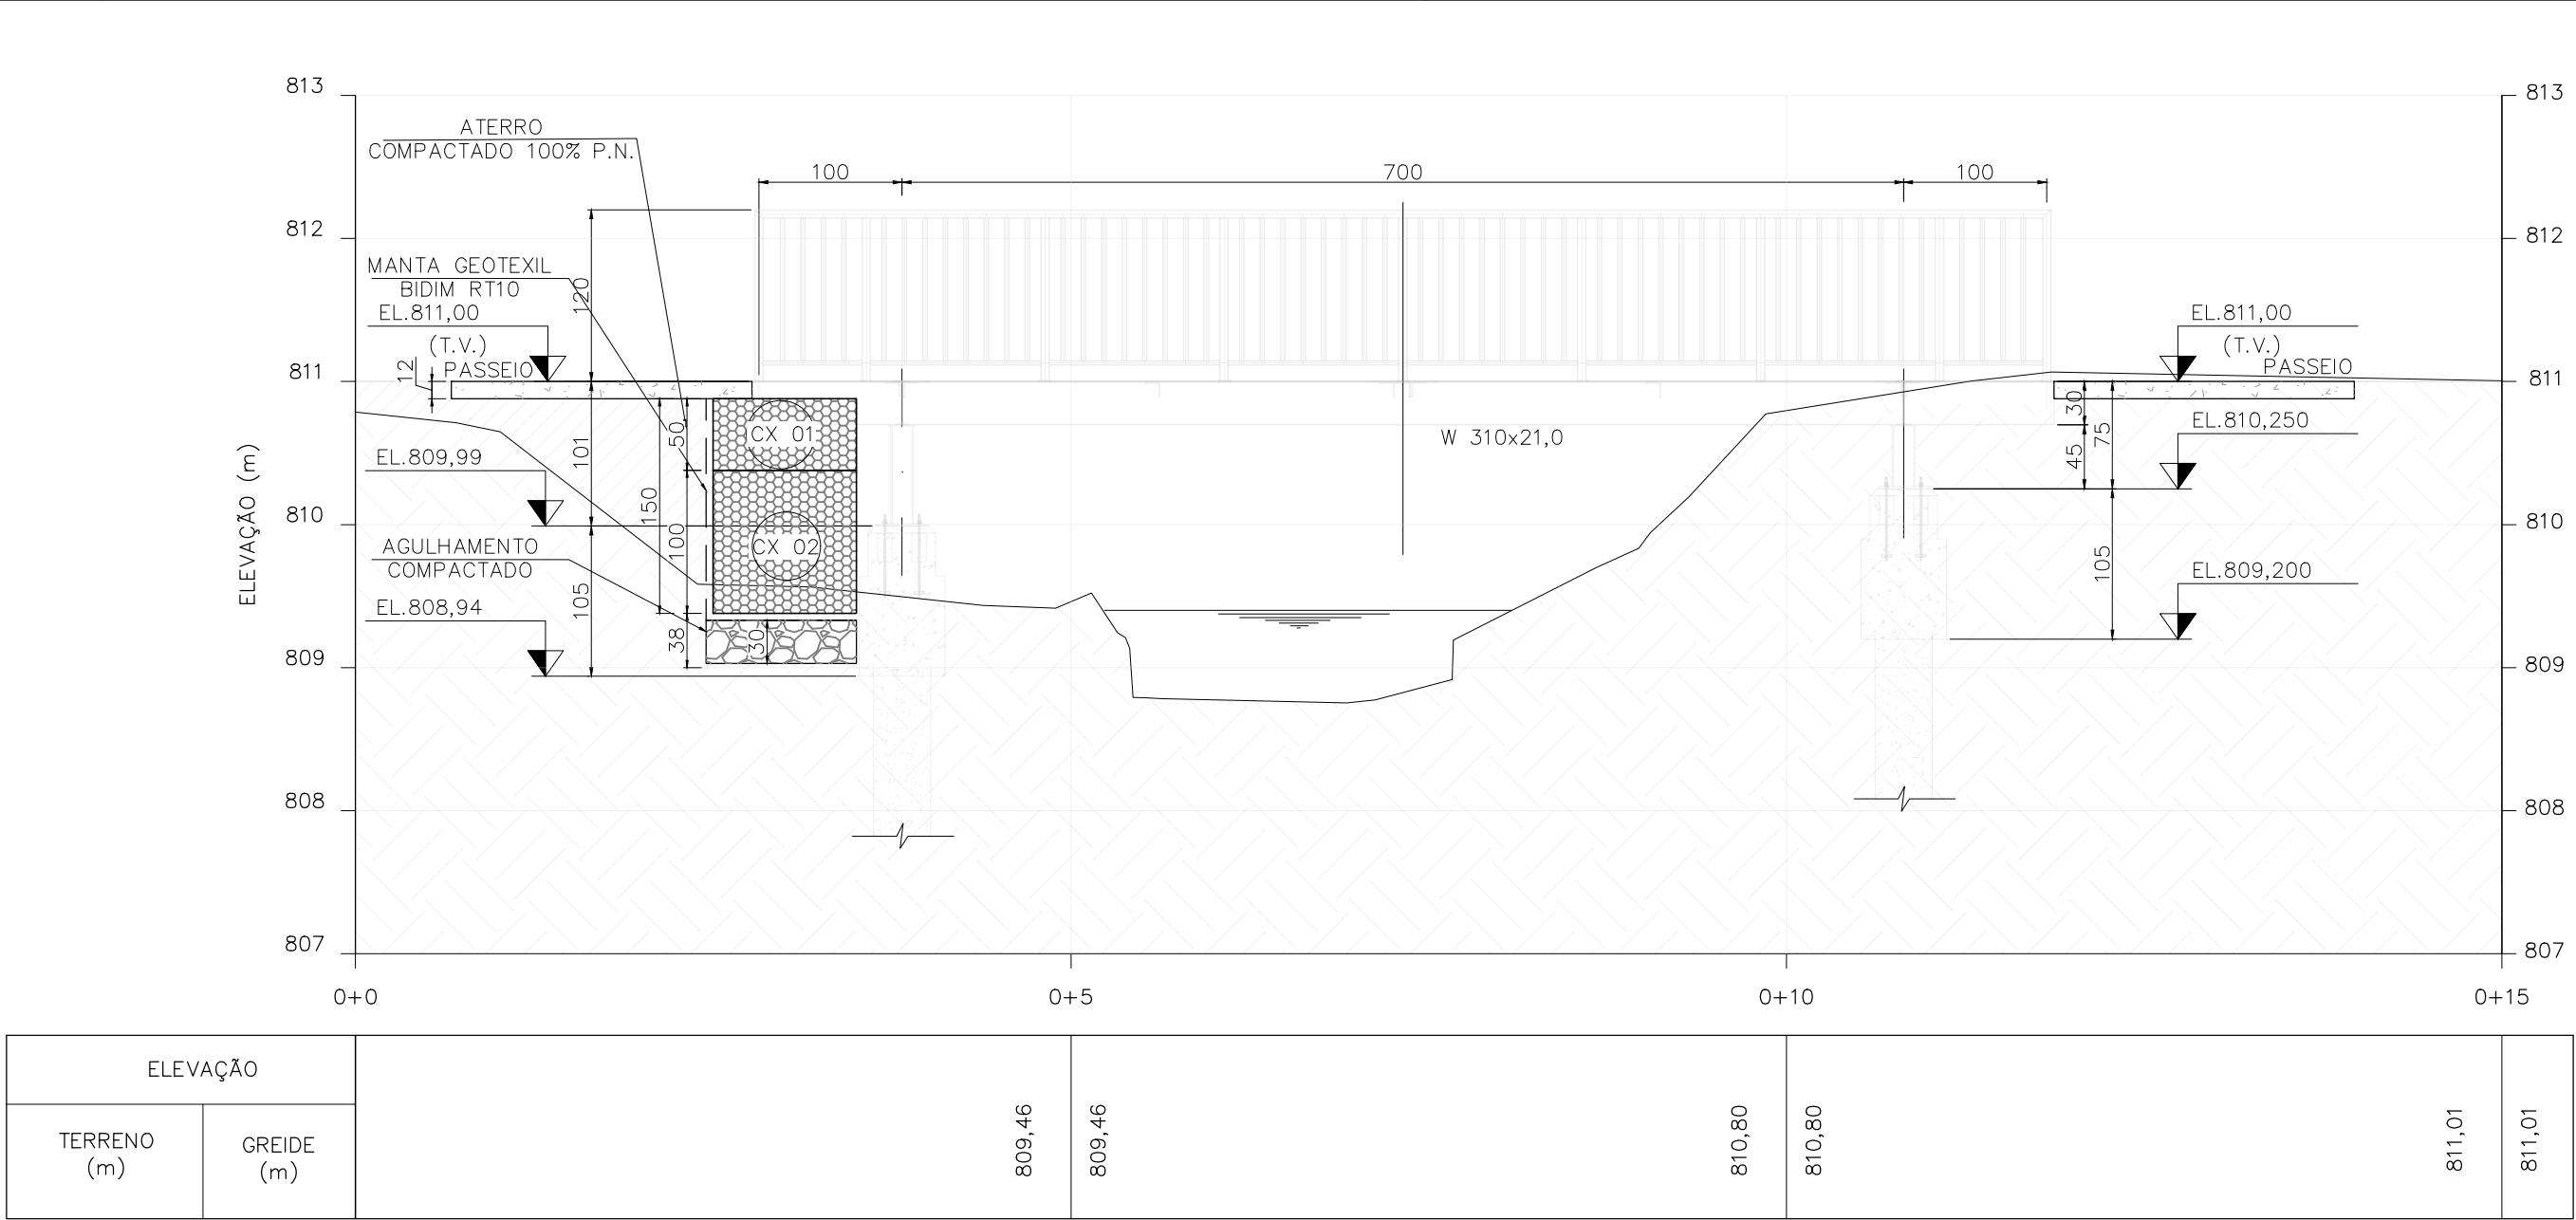 813
813
ATERRO
COMPACTADO 100% P.N.
100
700
100
812
812
MANTA GEOTEXIL
BIDIM RT10
120
EL.811,00
(T.V.)
PASSEIO
12
EL.811,00
(T.V.)
PASSEIO
811
811
30
75
45
EL.810,250
CX 01
50
101
150
W 310x21,0
EL.809,99
ELEVAÇÃO (m)
810
810
CX 02
100
AGULHAMENTO
COMPACTADO
105
105
EL.809,200
EL.808,94
38
30
809
809
808
808
807
807
0+0
0+5
0+10
0+15
ELEVAÇÃO
TERRENO
(m)
GREIDE
(m)
809,46
809,46
810,80
810,80
811,01
811,01